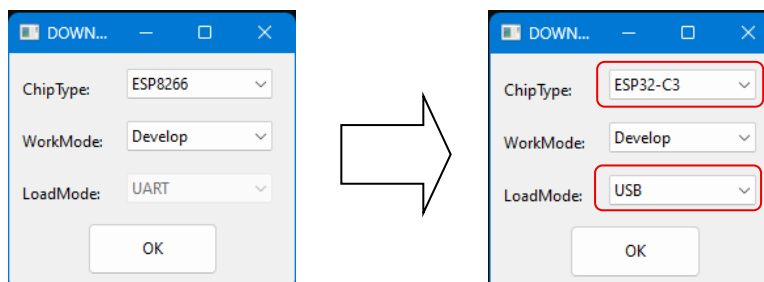 DOWN...
ChipType: ESP8266
WorkMode: Develop
LoadMode: UART
OK
DOWN...
ChipType: ESP32-C3
WorkMode: Develop
LoadMode: USB
OK